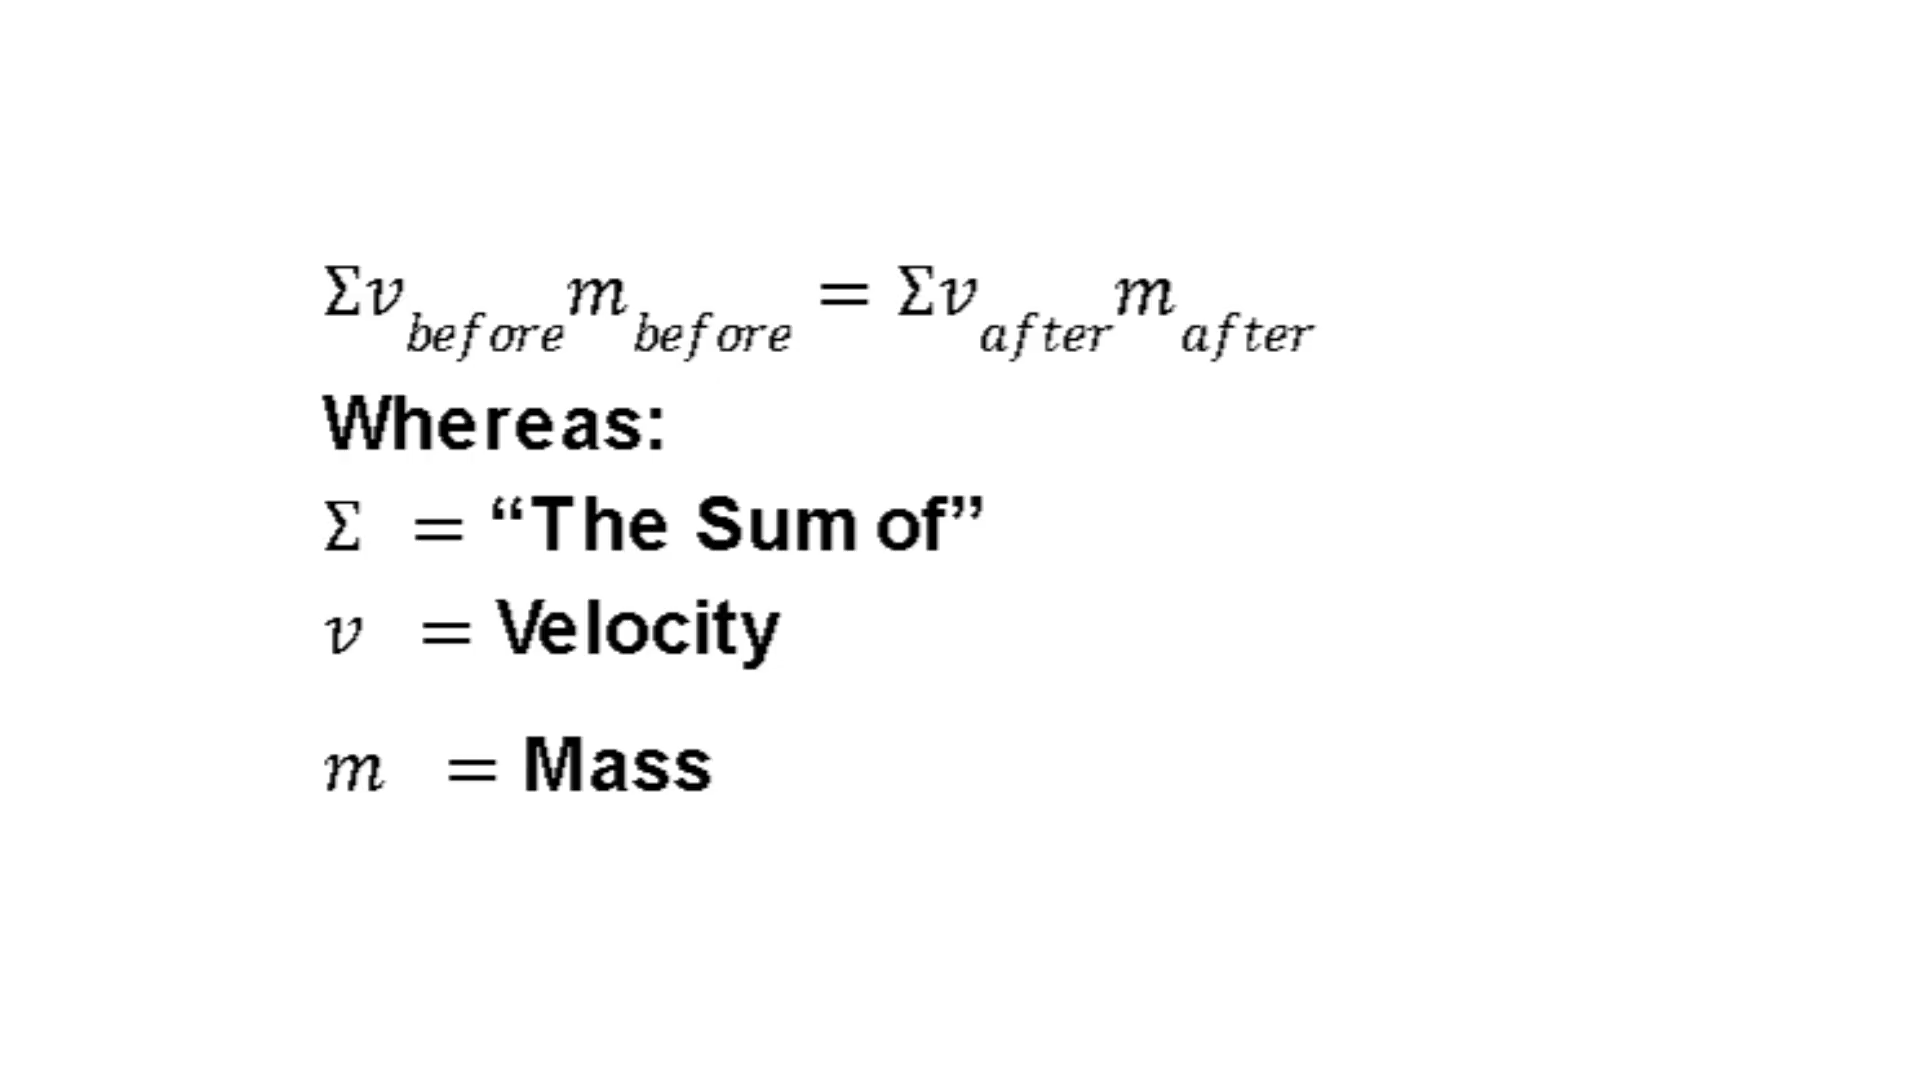 Σv_before m_before = Σv_after m_after
Whereas:
Σ = “The Sum of”
v = Velocity
m = Mass